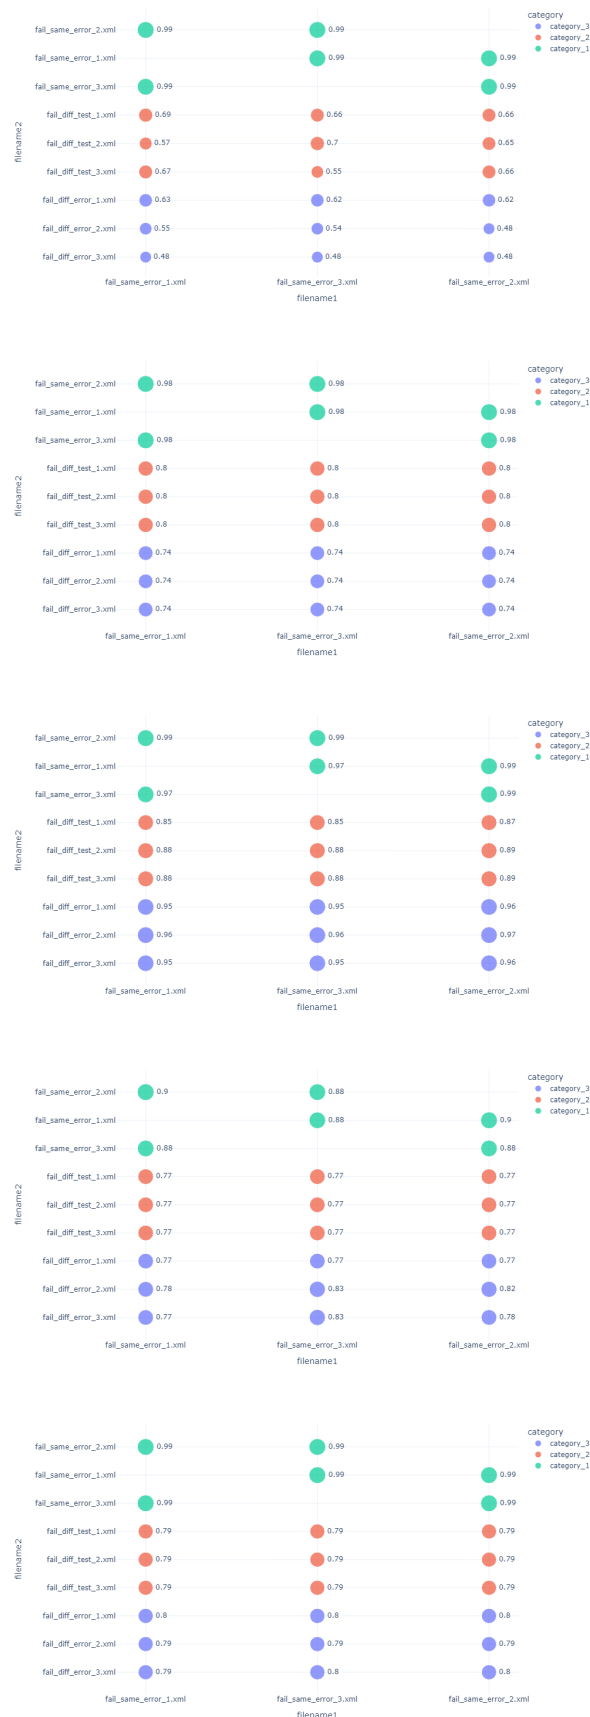 category
category_3
category_2
category_1
fail_same_error_2.xml 0.99 0.99
fail_same_error_1.xml 0.99 0.99
fail_same_error_3.xml 0.99 0.99
fail_diff_test_1.xml 0.69 0.66 0.66
fail_diff_test_2.xml 0.57 0.7 0.65
fail_diff_test_3.xml 0.67 0.55 0.66
fail_diff_error_1.xml 0.63 0.62 0.62
fail_diff_error_2.xml 0.55 0.54 0.48
fail_diff_error_3.xml 0.48 0.48 0.48
filename2
fail_same_error_1.xml fail_same_error_3.xml fail_same_error_2.xml
filename1
category
category_3
category_2
category_1
fail_same_error_2.xml 0.98 0.98
fail_same_error_1.xml 0.98 0.98
fail_same_error_3.xml 0.98 0.98
fail_diff_test_1.xml 0.8 0.8 0.8
fail_diff_test_2.xml 0.8 0.8 0.8
fail_diff_test_3.xml 0.8 0.8 0.8
fail_diff_error_1.xml 0.74 0.74 0.74
fail_diff_error_2.xml 0.74 0.74 0.74
fail_diff_error_3.xml 0.74 0.74 0.74
filename2
fail_same_error_1.xml fail_same_error_3.xml fail_same_error_2.xml
filename1
category
category_3
category_2
category_1
fail_same_error_2.xml 0.99 0.99
fail_same_error_1.xml 0.97 0.99
fail_same_error_3.xml 0.97 0.99
fail_diff_test_1.xml 0.85 0.85 0.87
fail_diff_test_2.xml 0.88 0.88 0.89
fail_diff_test_3.xml 0.88 0.88 0.89
fail_diff_error_1.xml 0.95 0.95 0.96
fail_diff_error_2.xml 0.96 0.96 0.97
fail_diff_error_3.xml 0.95 0.95 0.96
filename2
fail_same_error_1.xml fail_same_error_3.xml fail_same_error_2.xml
filename1
category
category_3
category_2
category_1
fail_same_error_2.xml 0.9 0.88
fail_same_error_1.xml 0.88 0.9
fail_same_error_3.xml 0.88 0.88
fail_diff_test_1.xml 0.77 0.77 0.77
fail_diff_test_2.xml 0.77 0.77 0.77
fail_diff_test_3.xml 0.77 0.77 0.77
fail_diff_error_1.xml 0.77 0.77 0.77
fail_diff_error_2.xml 0.78 0.83 0.82
fail_diff_error_3.xml 0.77 0.83 0.78
filename2
fail_same_error_1.xml fail_same_error_3.xml fail_same_error_2.xml
filename1
category
category_3
category_2
category_1
fail_same_error_2.xml 0.99 0.99
fail_same_error_1.xml 0.99 0.99
fail_same_error_3.xml 0.99 0.99
fail_diff_test_1.xml 0.79 0.79 0.79
fail_diff_test_2.xml 0.79 0.79 0.79
fail_diff_test_3.xml 0.79 0.79 0.79
fail_diff_error_1.xml 0.8 0.8 0.8
fail_diff_error_2.xml 0.79 0.79 0.79
fail_diff_error_3.xml 0.79 0.8 0.8
filename2
fail_same_error_1.xml fail_same_error_3.xml fail_same_error_2.xml
filename1